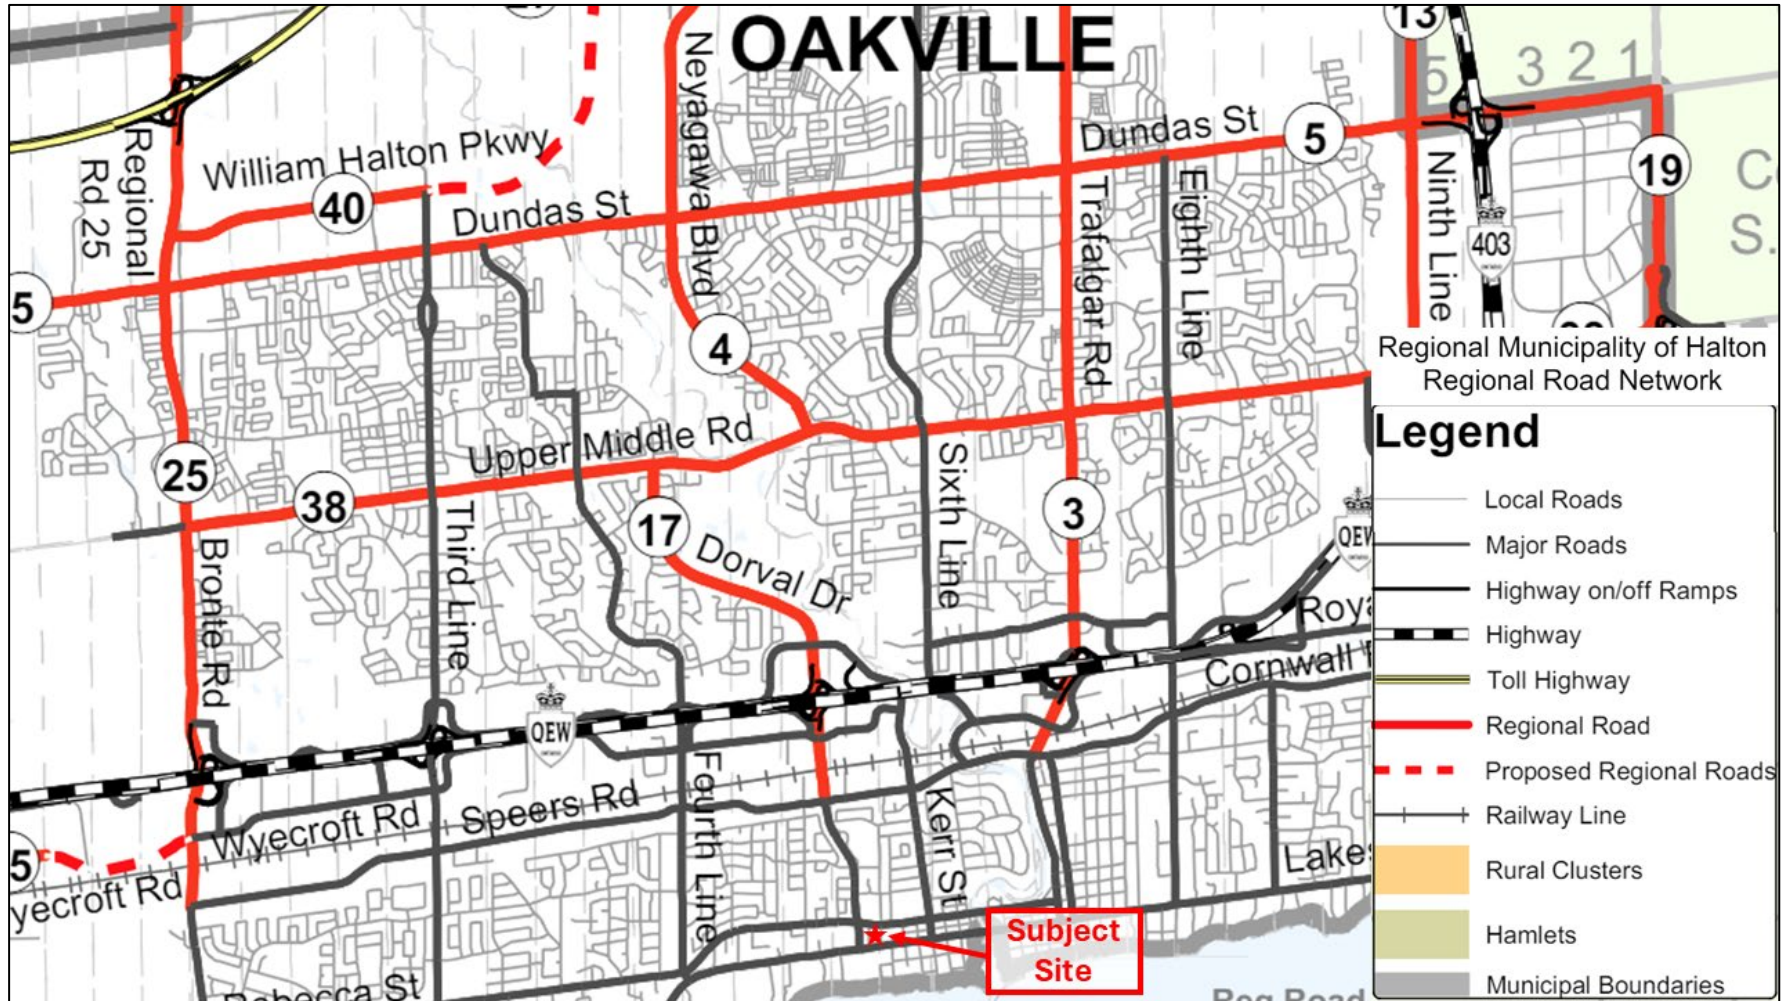 OAKVILLE
13
5 3 2 1
Neyagawa Blvd
Regional
Rd 25
William Halton Pkwy
40
Dundas St
Dundas St
5
19
Ninth Line
403
Trafalgar Rd
Eighth Line
5
4
Regional Municipality of Halton
Regional Road Network
Legend
Local Roads
Major Roads
Highway on/off Ramps
Highway
Toll Highway
Regional Road
Proposed Regional Roads
Railway Line
Rural Clusters
Hamlets
Municipal Boundaries
Upper Middle Rd
25
38
17
3
Sixth Line
Third Line
Dorval Dr
Bronte Rd
QEW
QEW
Cornwall
Wyecroft Rd
Speers Rd
Fourth Line
Kerr St
5
yecroft Rd
Subject
Site
Rebecca St